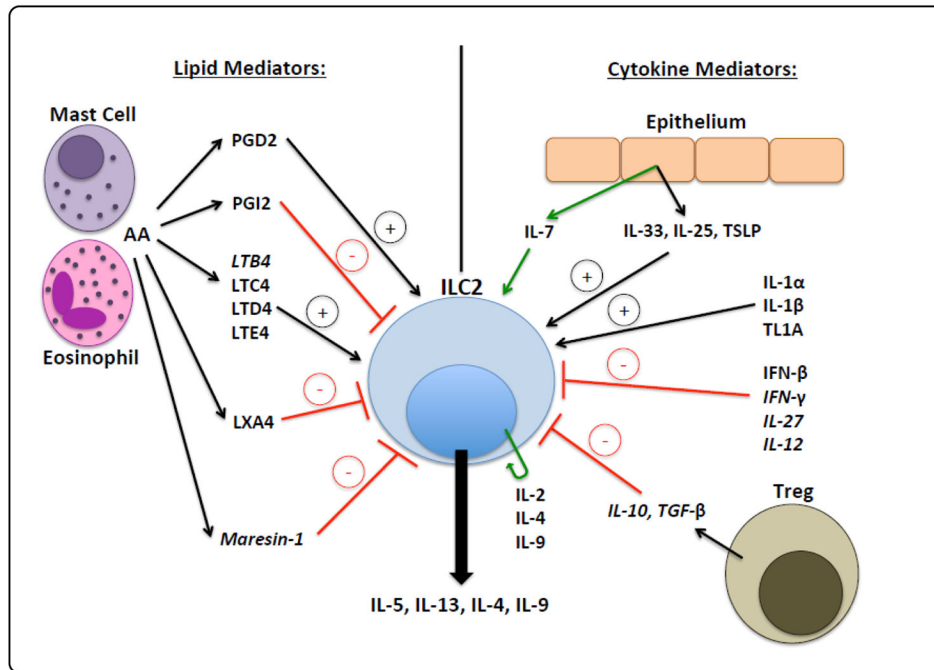 Lipid Mediators:
Mast Cell
PGD2
+
PGI2
-
AA
LTB4
LTC4
LTD4
LTE4
+
Eosinophil
-
LXA4
-
Maresin-1
Cytokine Mediators:
Epithelium
IL-7
IL-33, IL-25, TSLP
+
+
IL-1α
IL-1β
TL1A
ILC2
-
IFN-β
IFN-γ
IL-27
IL-12
-
IL-10, TGF-β
Treg
IL-2
IL-4
IL-9
IL-5, IL-13, IL-4, IL-9